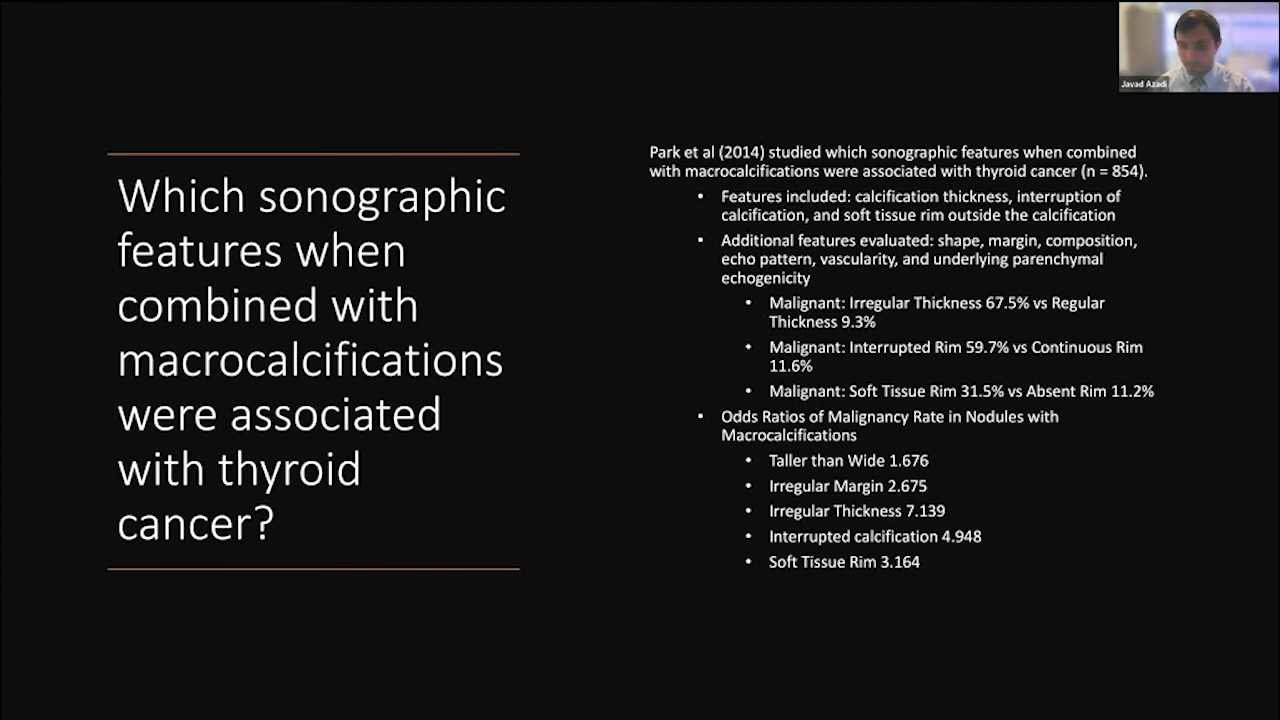 Javad Azadi
Which sonographic
features when
combined with
macrocalcifications
were associated
with thyroid
cancer?
Park et al (2014) studied which sonographic features when combined
with macrocalcifications were associated with thyroid cancer (n = 854).
• Features included: calcification thickness, interruption of
calcification, and soft tissue rim outside the calcification
• Additional features evaluated: shape, margin, composition,
echo pattern, vascularity, and underlying parenchymal
echogenicity
• Malignant: Irregular Thickness 67.5% vs Regular
Thickness 9.3%
• Malignant: Interrupted Rim 59.7% vs Continuous Rim
11.6%
• Malignant: Soft Tissue Rim 31.5% vs Absent Rim 11.2%
• Odds Ratios of Malignancy Rate in Nodules with
Macrocalcifications
• Taller than Wide 1.676
• Irregular Margin 2.675
• Irregular Thickness 7.139
• Interrupted calcification 4.948
• Soft Tissue Rim 3.164